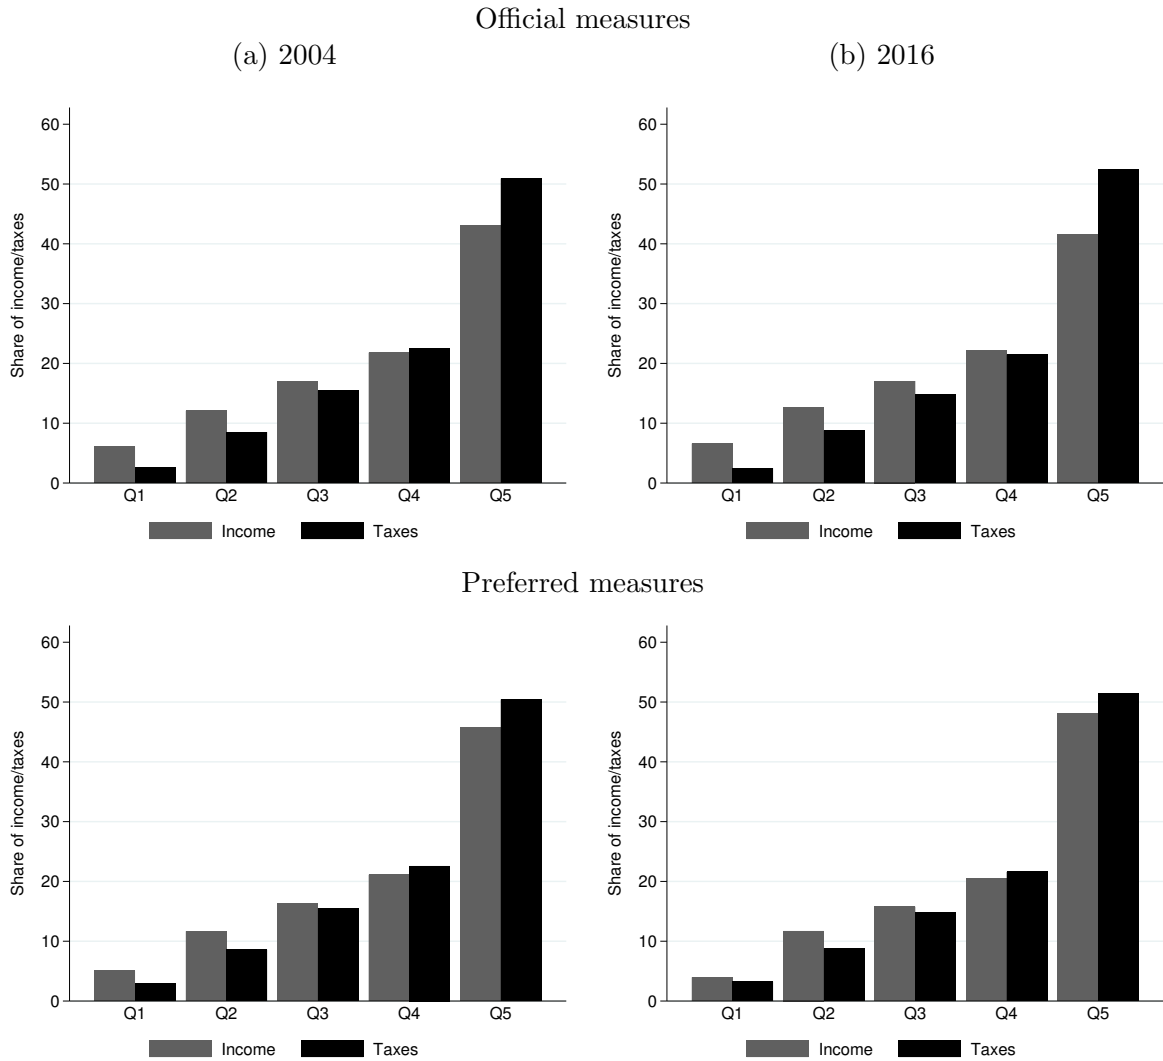 Official measures
(a) 2004
(b) 2016
60
50
40
30
20
10
0
Share of income/taxes
Q1 Q2 Q3 Q4 Q5
Income Taxes
60
50
40
30
20
10
0
Share of income/taxes
Q1 Q2 Q3 Q4 Q5
Income Taxes
Preferred measures
60
50
40
30
20
10
0
Share of income/taxes
Q1 Q2 Q3 Q4 Q5
Income Taxes
60
50
40
30
20
10
0
Share of income/taxes
Q1 Q2 Q3 Q4 Q5
Income Taxes